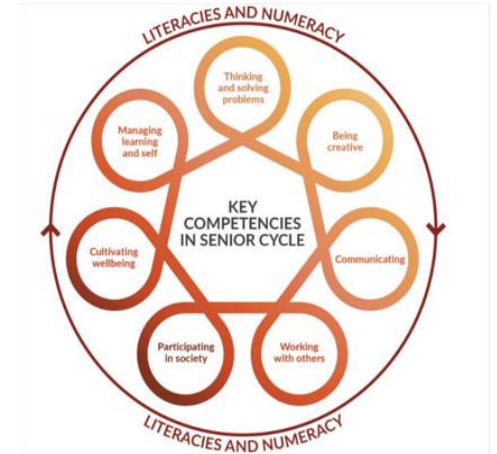 LITERACIES AND NUMERACY
Thinking
and solving
problems
Managing
learning
and self
Being
creative
KEY
COMPETENCIES
IN SENIOR CYCLE
Cultivating
wellbeing
Communicating
Participating
in society
Working
with others
LITERACIES AND NUMERACY